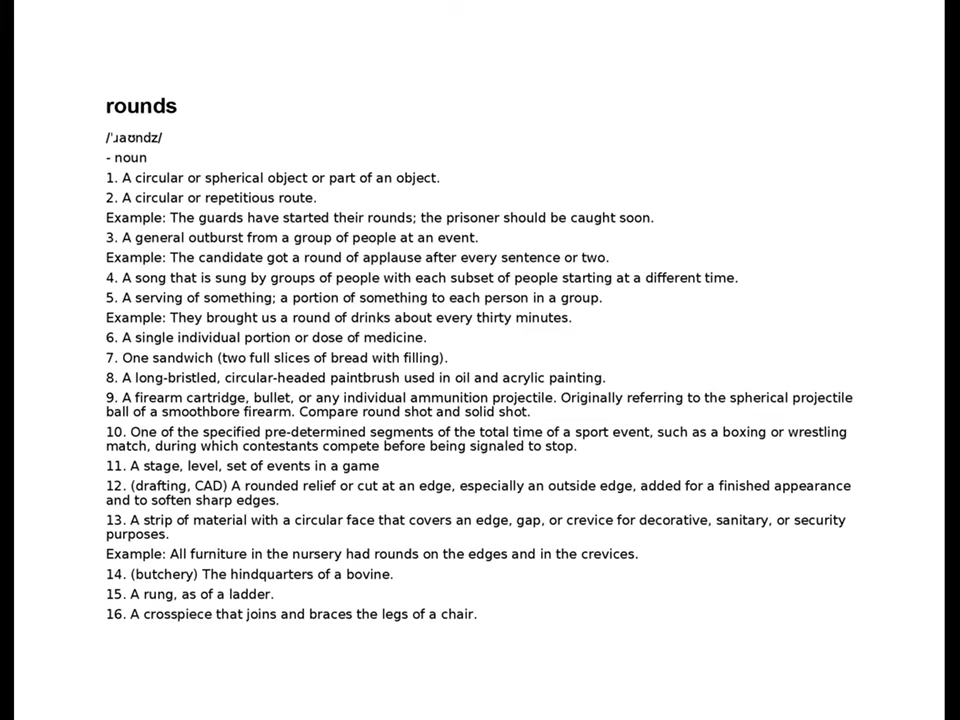 rounds
/ˈɹaʊndz/
- noun
1. A circular or spherical object or part of an object.
2. A circular or repetitious route.
Example: The guards have started their rounds; the prisoner should be caught soon.
3. A general outburst from a group of people at an event.
Example: The candidate got a round of applause after every sentence or two.
4. A song that is sung by groups of people with each subset of people starting at a different time.
5. A serving of something; a portion of something to each person in a group.
Example: They brought us a round of drinks about every thirty minutes.
6. A single individual portion or dose of medicine.
7. One sandwich (two full slices of bread with filling).
8. A long-bristled, circular-headed paintbrush used in oil and acrylic painting.
9. A firearm cartridge, bullet, or any individual ammunition projectile. Originally referring to the spherical projectile
ball of a smoothbore firearm. Compare round shot and solid shot.
10. One of the specified pre-determined segments of the total time of a sport event, such as a boxing or wrestling
match, during which contestants compete before being signaled to stop.
11. A stage, level, set of events in a game
12. (drafting, CAD) A rounded relief or cut at an edge, especially an outside edge, added for a finished appearance
and to soften sharp edges.
13. A strip of material with a circular face that covers an edge, gap, or crevice for decorative, sanitary, or security
purposes.
Example: All furniture in the nursery had rounds on the edges and in the crevices.
14. (butchery) The hindquarters of a bovine.
15. A rung, as of a ladder.
16. A crosspiece that joins and braces the legs of a chair.